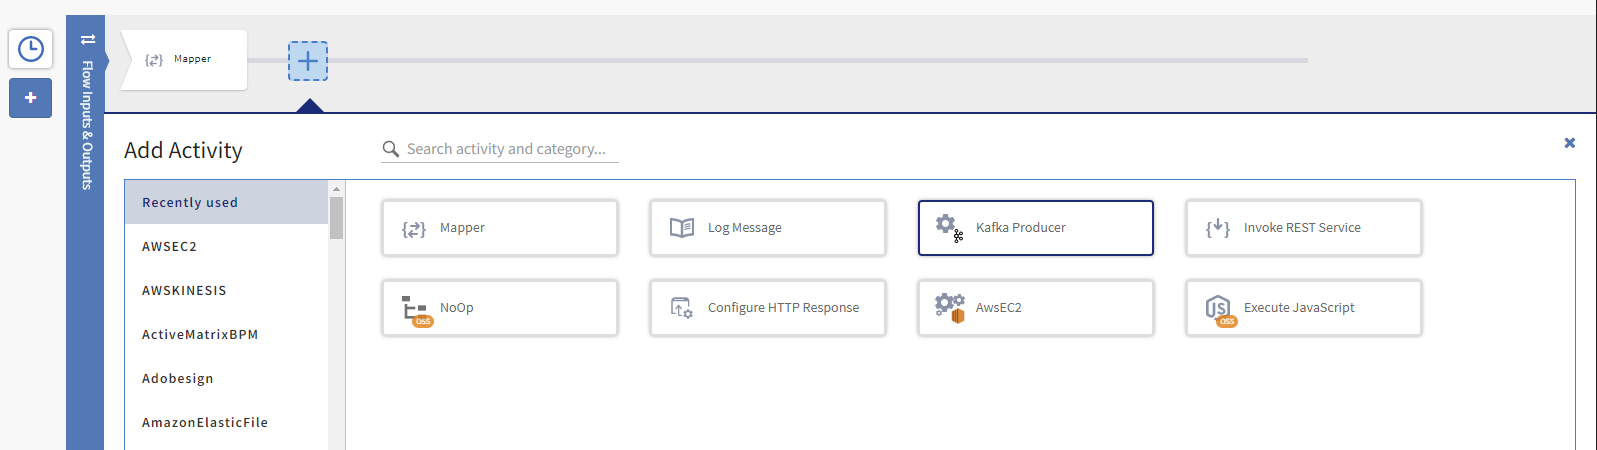 Mapper
Flow Inputs & Outputs
Add Activity
Search activity and category...
Recently used
AWSEC2
AWSKINESIS
ActiveMatrixBPM
Adobesign
AmazonElasticFile
Mapper
Log Message
Kafka Producer
Invoke REST Service
NoOp
oss
Configure HTTP Response
AwsEC2
JS
oss
Execute JavaScript